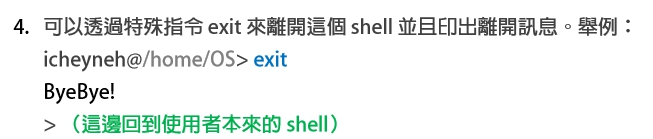 4. 可以透過特殊指令 exit 來離開這個 shell 並且印出離開訊息。舉例：
icheyneh@/home/OS> exit
ByeBye!
> （這邊回到使用者本來的 shell）